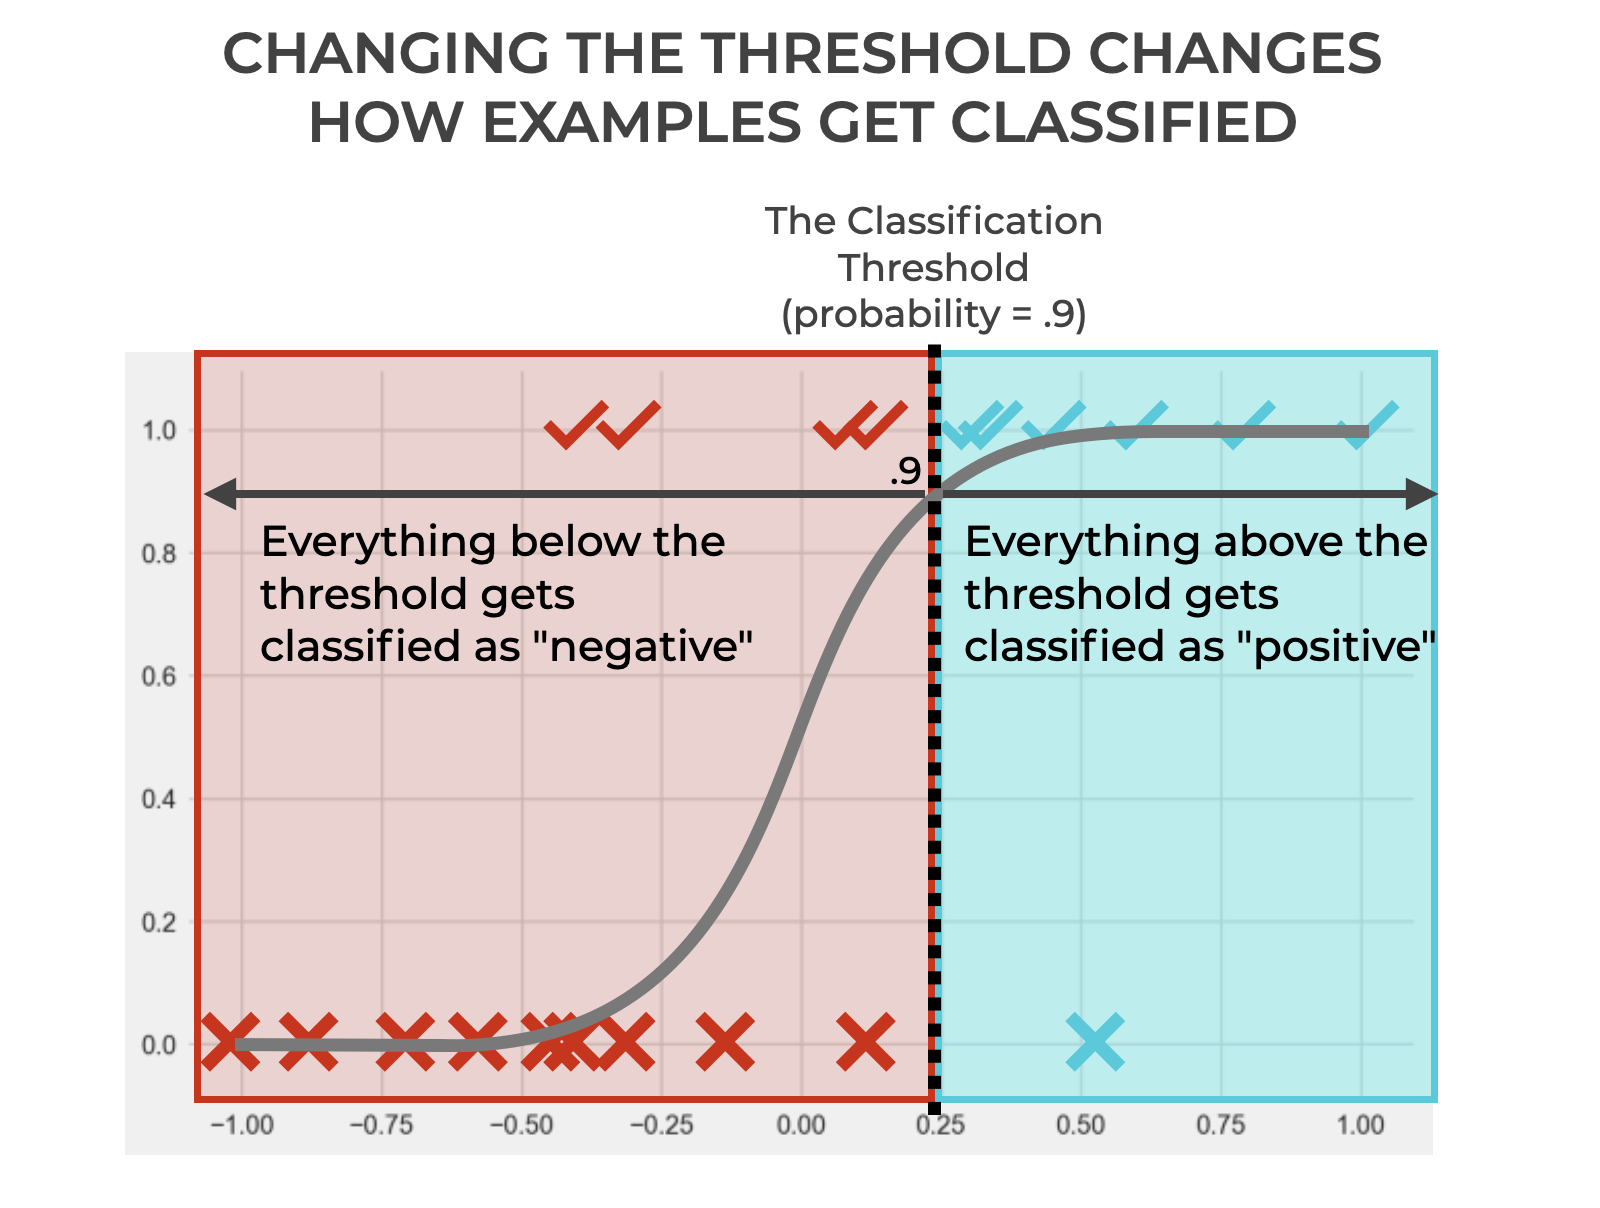 CHANGING THE THRESHOLD CHANGES
HOW EXAMPLES GET CLASSIFIED
The Classification
Threshold
(probability = .9)
1.0
.9
Everything below the
threshold gets
classified as "negative"
Everything above the
threshold gets
classified as "positive"
0.8
0.6
0.4
0.2
0.0
−1.00 −0.75 −0.50 −0.25 0.00 0.25 0.50 0.75 1.00